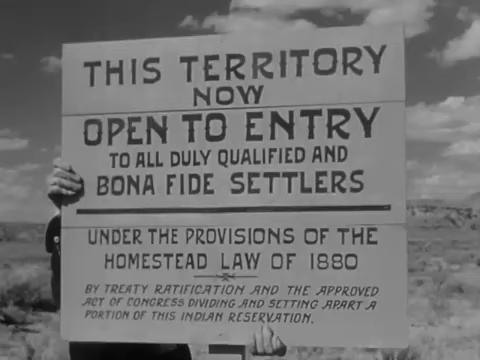 THIS TERRITORY
NOW
OPEN TO ENTRY
TO ALL DULY QUALIFIED AND
BONA FIDE SETTLERS
UNDER THE PROVISIONS OF THE
HOMESTEAD LAW OF 1880
BY TREATY RATIFICATION AND THE APPROVED
ACT OF CONGRESS DIVIDING AND SETTING APART A
PORTION OF THIS INDIAN RESERVATION.